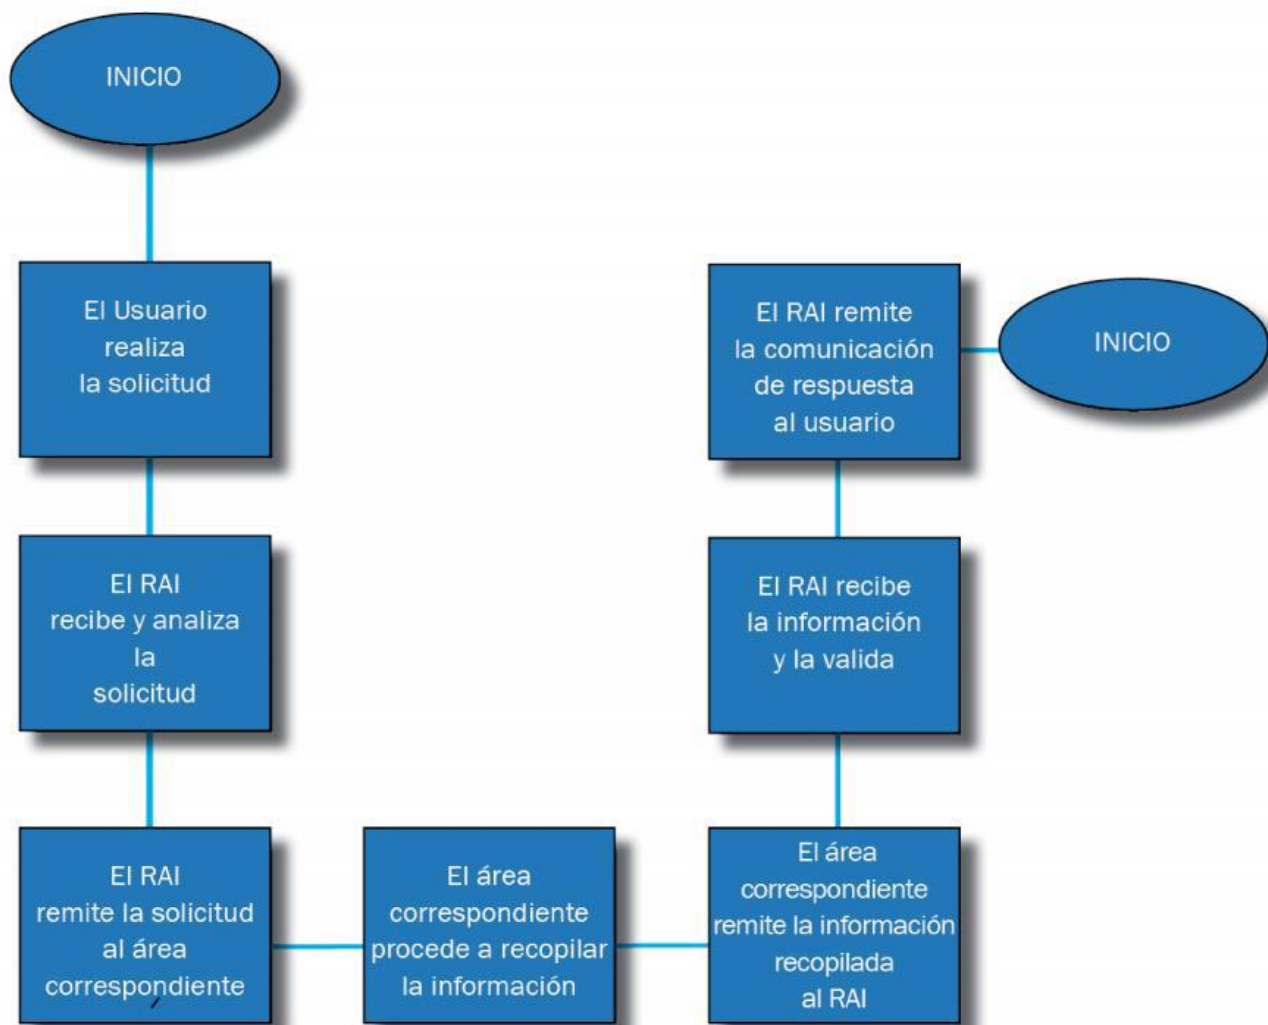 INICIO
El Usuario
realiza
la solicitud
El RAI
recibe y analiza
la
solicitud
El RAI
remite la solicitud
al área
correspondiente
El área
correspondiente
procede a recopilar
la información
El área
correspondiente
remite la información
recopilada
al RAI
El RAI recibe
la información
y la valida
El RAI remite
la comunicación
de respuesta
al usuario
INICIO